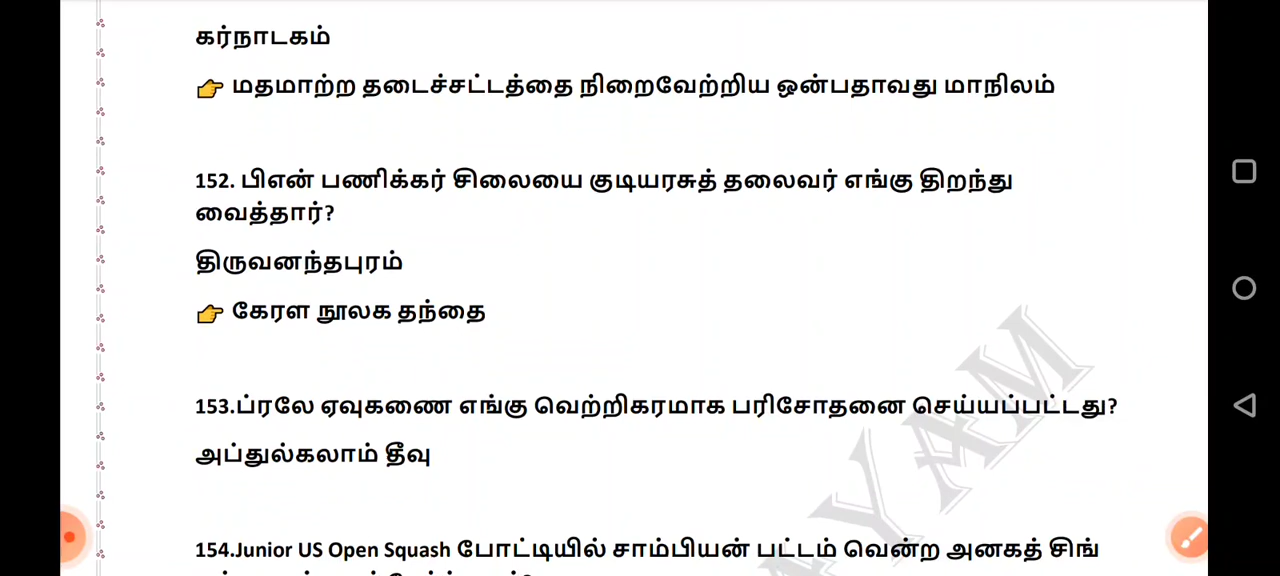 கர்நாடகம்
👉 மதமாற்ற தடைச்சட்டத்தை நிறைவேற்றிய ஒன்பதாவது மாநிலம்
152. பிஎன் பணிக்கர் சிலையை குடியரசுத் தலைவர் எங்கு திறந்து
வைத்தார்?
திருவனந்தபுரம்
👉 கேரள நூலக தந்தை
153.ப்ரலே ஏவுகணை எங்கு வெற்றிகரமாக பரிசோதனை செய்யப்பட்டது?
அப்துல்கலாம் தீவு
154.Junior US Open Squash போட்டியில் சாம்பியன் பட்டம் வென்ற அனகத் சிங்
YAM